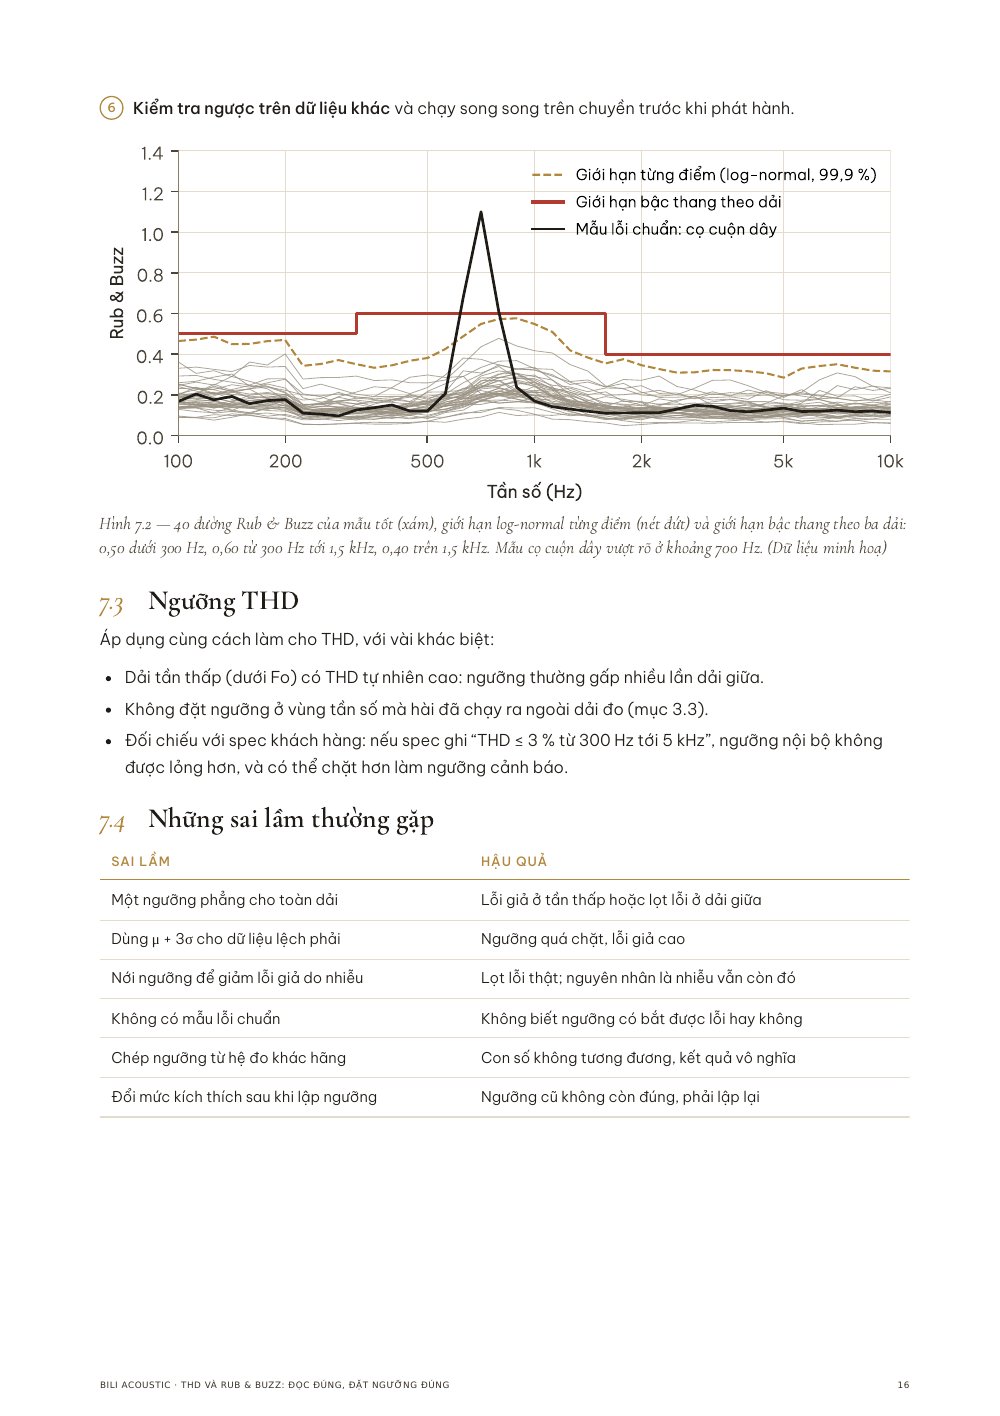 6 Kiểm tra ngược trên dữ liệu khác và chạy song song trên chuyền trước khi phát hành.
1.4
1.2
1.0
0.8
0.6
0.4
0.2
0.0
Rub & Buzz
Giới hạn từng điểm (log-normal, 99,9 %)
Giới hạn bậc thang theo dải
Mẫu lỗi chuẩn: cọ cuộn dây
100 200 500 1k 2k 5k 10k
Tần số (Hz)
Hình 7.2 — 40 đường Rub & Buzz của mẫu tốt (xám), giới hạn log-normal từng điểm (nét đứt) và giới hạn bậc thang theo ba dải:
0,50 dưới 300 Hz, 0,60 từ 300 Hz tới 1,5 kHz, 0,40 trên 1,5 kHz. Mẫu cọ cuộn dây vượt rõ ở khoảng 700 Hz. (Dữ liệu minh hoạ)
7.3 Ngưỡng THD
Áp dụng cùng cách làm cho THD, với vài khác biệt:
• Dải tần thấp (dưới Fo) có THD tự nhiên cao: ngưỡng thường gấp nhiều lần dải giữa.
• Không đặt ngưỡng ở vùng tần số mà hài đã chạy ra ngoài dải đo (mục 3.3).
• Đối chiếu với spec khách hàng: nếu spec ghi “THD ≤ 3 % từ 300 Hz tới 5 kHz”, ngưỡng nội bộ không
được lỏng hơn, và có thể chặt hơn làm ngưỡng cảnh báo.
7.4 Những sai lầm thường gặp
SAI LẦM HẬU QUẢ
Một ngưỡng phẳng cho toàn dải Lỗi giả ở tần thấp hoặc lọt lỗi ở dải giữa
Dùng μ + 3σ cho dữ liệu lệch phải Ngưỡng quá chặt, lỗi giả cao
Nới ngưỡng để giảm lỗi giả do nhiễu Lọt lỗi thật; nguyên nhân là nhiễu vẫn còn đó
Không có mẫu lỗi chuẩn Không biết ngưỡng có bắt được lỗi hay không
Chép ngưỡng từ hệ đo khác hãng Con số không tương đương, kết quả vô nghĩa
Đổi mức kích thích sau khi lập ngưỡng Ngưỡng cũ không còn đúng, phải lập lại
BILI ACOUSTIC · THD VÀ RUB & BUZZ: ĐỌC ĐÚNG, ĐẶT NGƯỠNG ĐÚNG 16